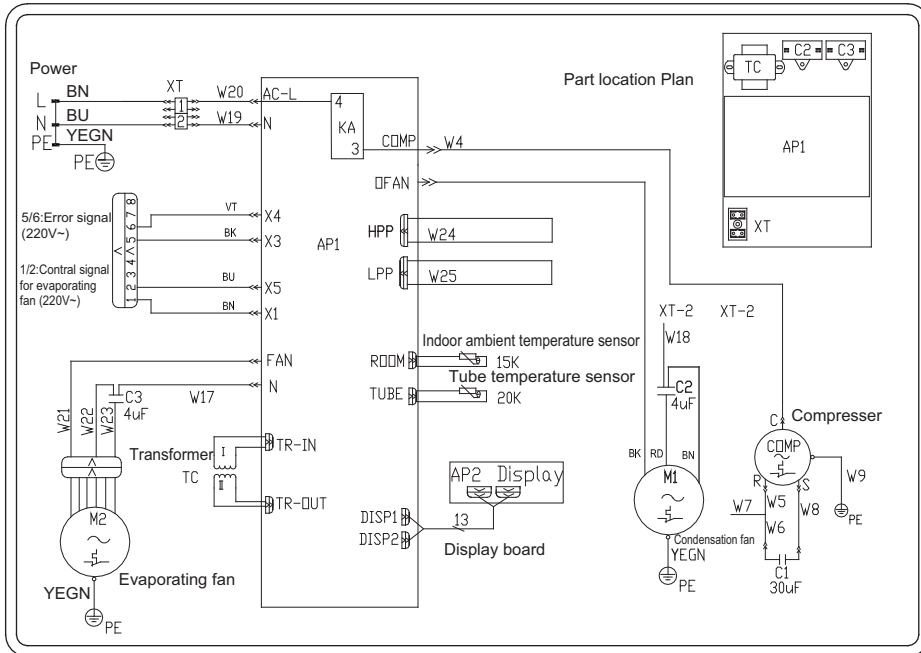 Power
L
BN
XT
W20
AC-L
1
N
BU
2
W19
N
YEGN
PE
PE
4
KA
3
COMP
W4
OFAN
Part location Plan
C2
C3
TC
AP1
XT
5/6:Error signal
(220V~)
1/2:Contral signal
for evaporating
fan (220V~)
8
7
6
5
4
3
2
1
VT
X4
BK
X3
BU
X5
BN
X1
AP1
HPP
W24
LPP
W25
FAN
N
W17
C3
4uF
W21
W22
W23
ROOM
Indoor ambient temperature sensor
15K
TUBE
Tube temperature sensor
20K
Transformer
TC
I
II
TR-IN
TR-OUT
AP2 Display
DISP1
DISP2
13
Display board
M2
Evaporating fan
YEGN
PE
XT-2
XT-2
W18
C2
4uF
BK
RD
BN
M1
Condensation fan
YEGN
PE
Compresser
C
COMP
R
S
W5
W7
W6
W8
W9
PE
C1
30uF